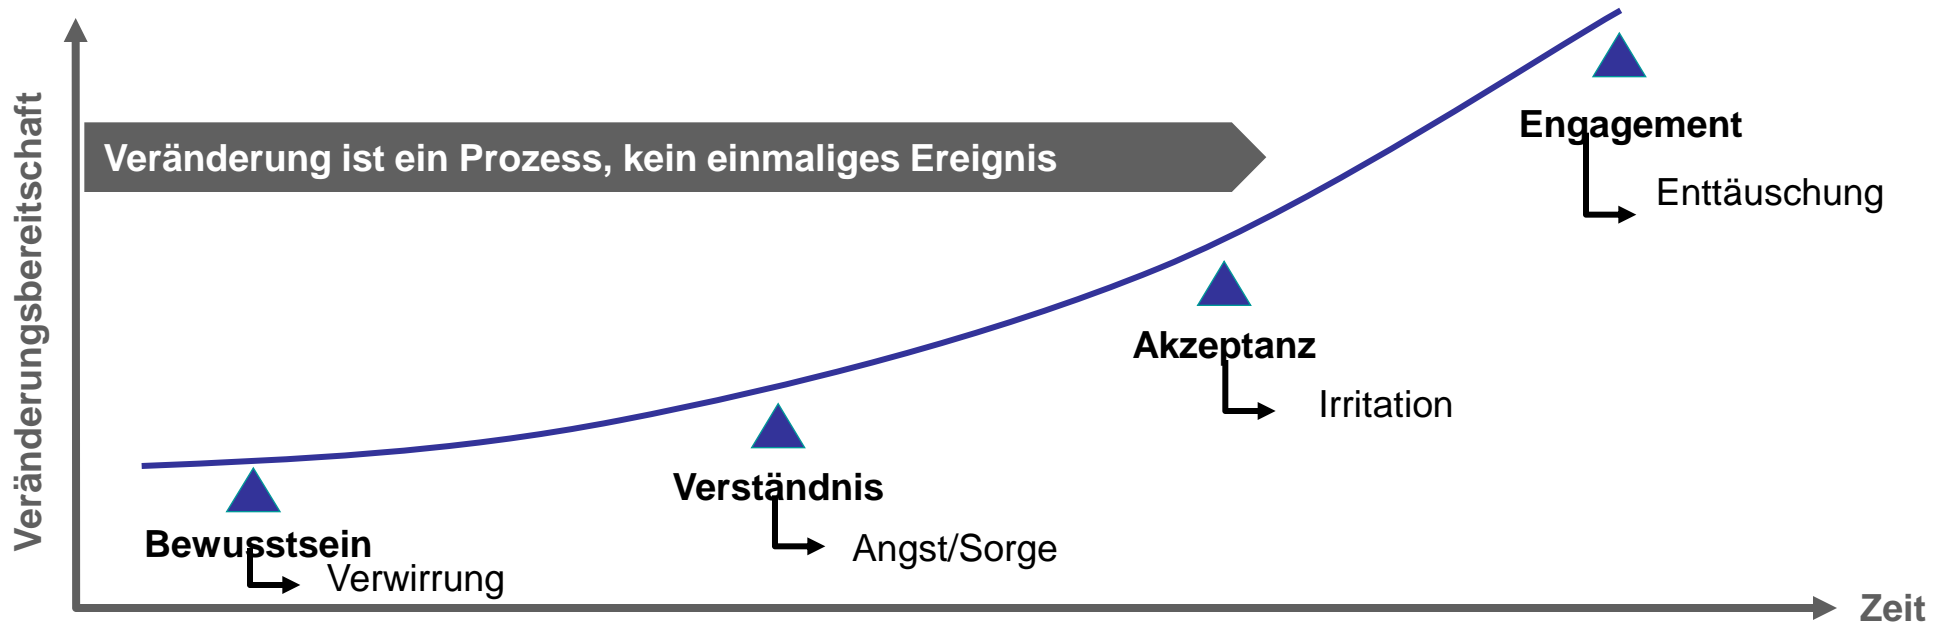 Veränderungsbereitschaft
Veränderung ist ein Prozess, kein einmaliges Ereignis
Engagement
Enttäuschung
Akzeptanz
Irritation
Verständnis
Angst/Sorge
Bewusstsein
Verwirrung
Zeit